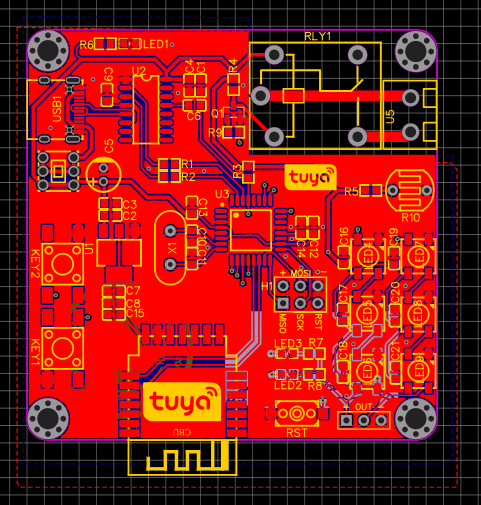 RLY1
R6
LED1
U2
C4
C1
R4
C9
USB1
C6
Q1
R9
U5
C5
R1
R2
R3
tuya
R5
R10
U3
C3
C2
C13
C16
C19
C14
C12
KEY2
U1
X1
+ MOSI -
H1
C7
C8
C15
MISO
SCK
RST
C17
C20
KEY1
LED3
R7
C18
C21
LED2
R8
tuya
CBU
RST
+ OUT -